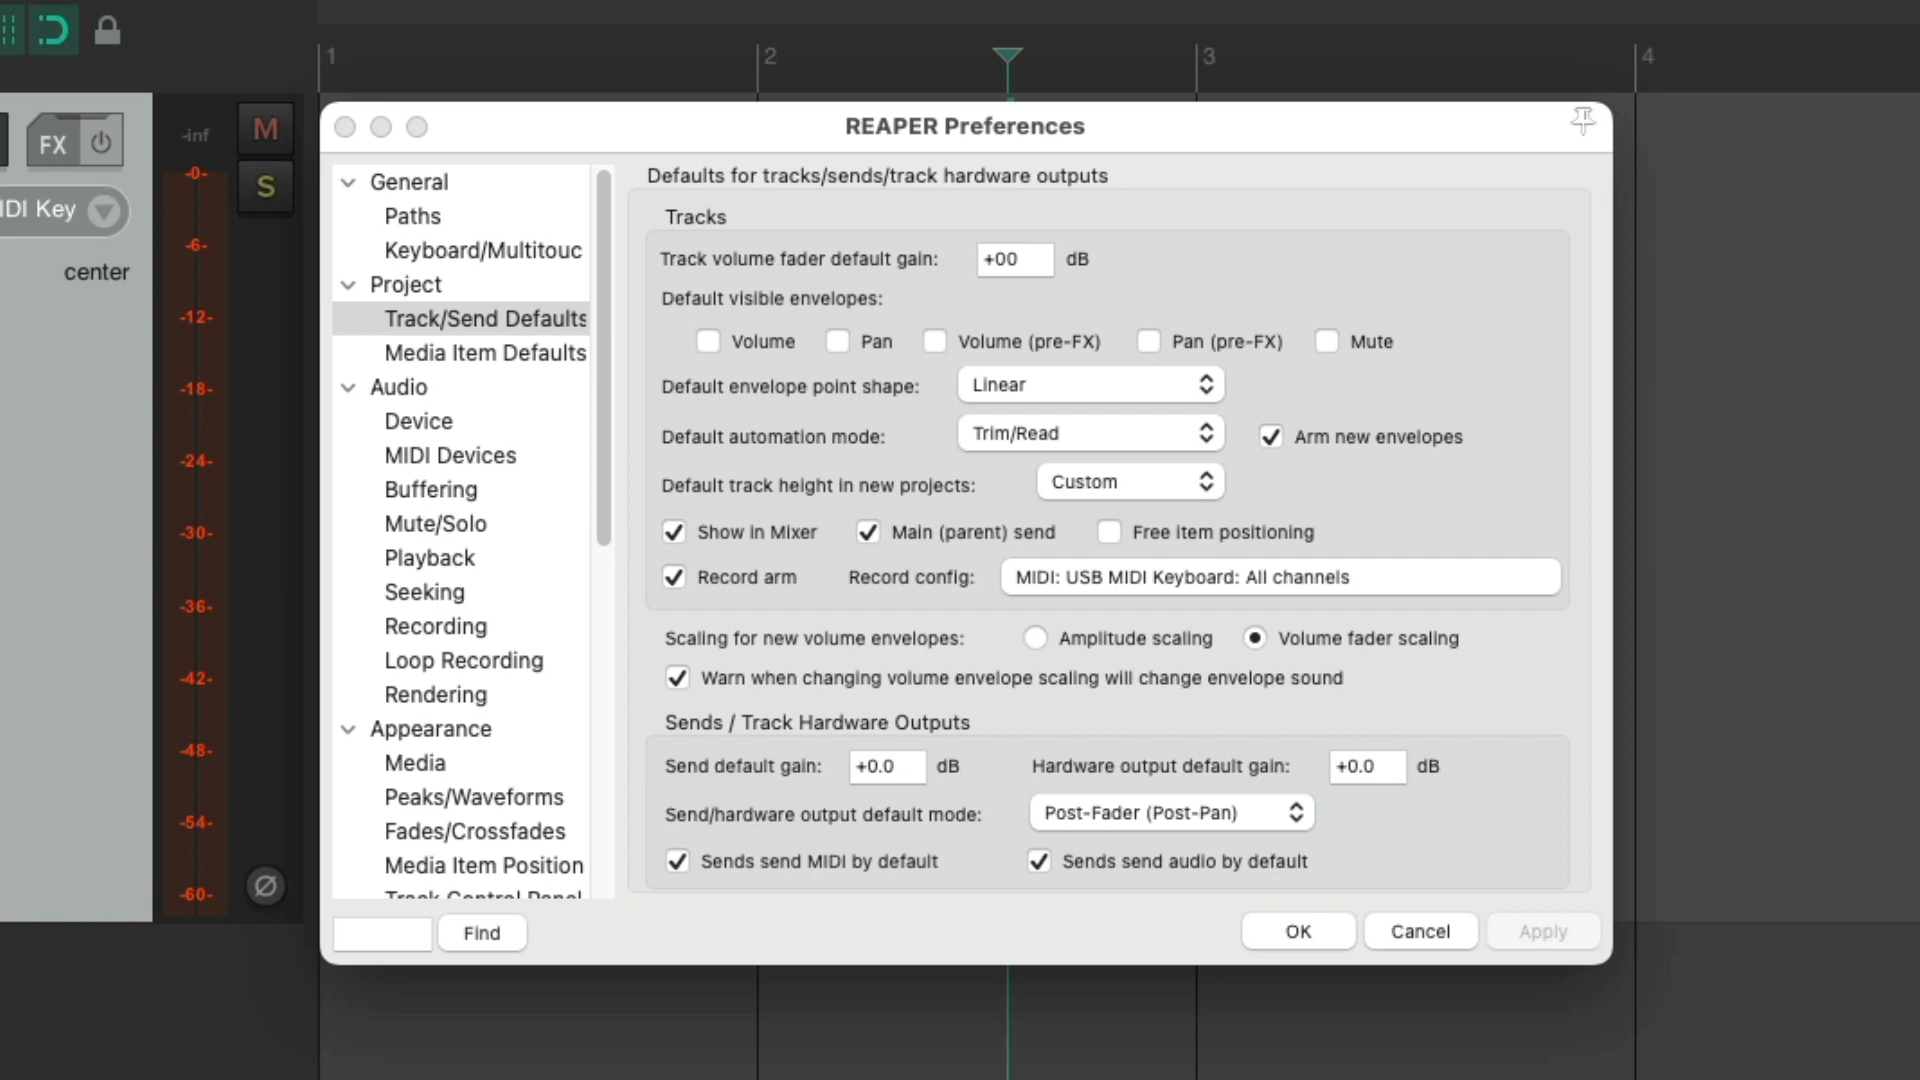 1
2
3
4
REAPER Preferences
FX
-inf
M
S
IDI Key
center
-0-
-6-
-12-
-18-
-24-
-30-
-36-
-42-
-48-
-54-
-60-
General
Paths
Keyboard/Multitouc
Project
Track/Send Defaults
Media Item Defaults
Audio
Device
MIDI Devices
Buffering
Mute/Solo
Playback
Seeking
Recording
Loop Recording
Rendering
Appearance
Media
Peaks/Waveforms
Fades/Crossfades
Media Item Position
Track Control Panel
Find
Defaults for tracks/sends/track hardware outputs
Tracks
Track volume fader default gain: +00 dB
Default visible envelopes:
Volume Pan Volume (pre-FX) Pan (pre-FX) Mute
Default envelope point shape: Linear
Default automation mode: Trim/Read Arm new envelopes
Default track height in new projects: Custom
Show in Mixer Main (parent) send Free item positioning
Record arm Record config: MIDI: USB MIDI Keyboard: All channels
Scaling for new volume envelopes: Amplitude scaling Volume fader scaling
Warn when changing volume envelope scaling will change envelope sound
Sends / Track Hardware Outputs
Send default gain: +0.0 dB Hardware output default gain: +0.0 dB
Send/hardware output default mode: Post-Fader (Post-Pan)
Sends send MIDI by default Sends send audio by default
OK Cancel Apply